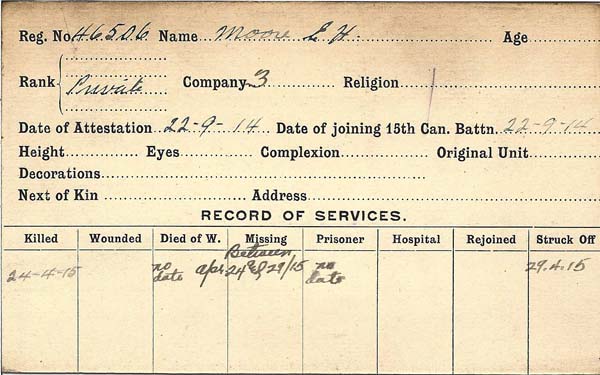 Reg. No. 46506 Name Moore E H. Age
Rank Private Company 3 Religion
Date of Attestation 22-9-14. Date of joining 15th Can. Battn. 22-9-14
Height Eyes Complexion Original Unit
Decorations
Next of Kin Address
RECORD OF SERVICES.
Killed Wounded Died of W. Missing Prisoner Hospital Rejoined Struck Off
24-4-15 no date Between apr. 24 & 29/15 no date 29.4.15